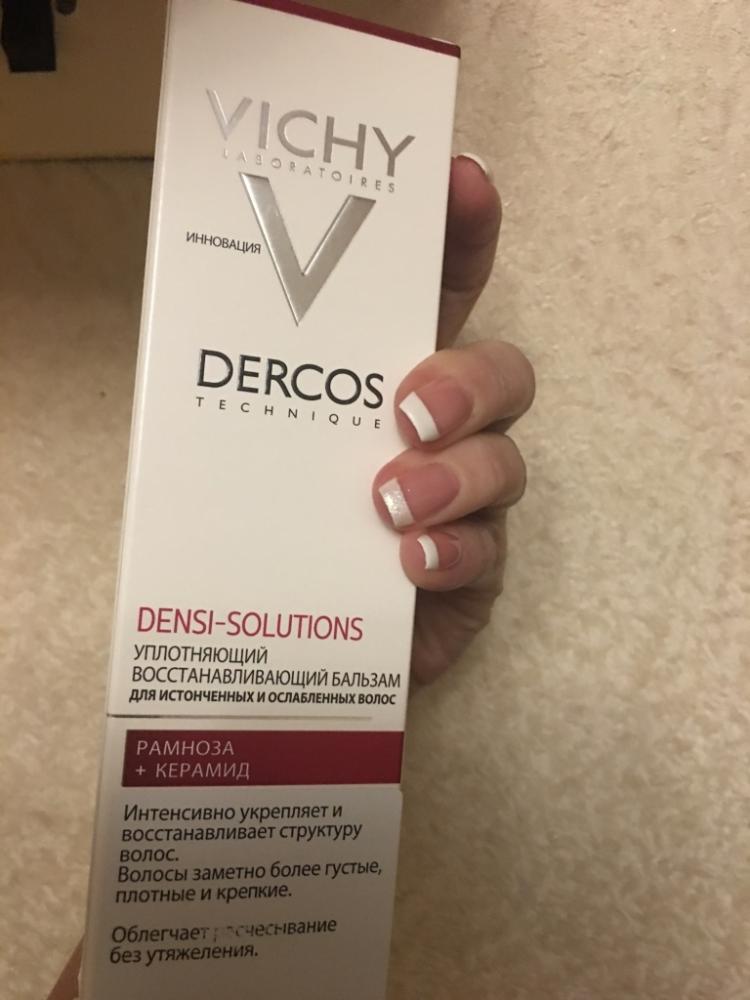 VICHY
LABORATOIRES
ИННОВАЦИЯ
DERCOS
TECHNIQUE
DENSI-SOLUTIONS
УПЛОТНЯЮЩИЙ
ВОССТАНАВЛИВАЮЩИЙ БАЛЬЗАМ
ДЛЯ ИСТОНЧЕННЫХ И ОСЛАБЛЕННЫХ ВОЛОС
РАМНОЗА
+ КЕРАМИД
Интенсивно укрепляет и
восстанавливает структуру
волос.
Волосы заметно более густые,
плотные и крепкие.
Облегчает расчесывание
без утяжеления.